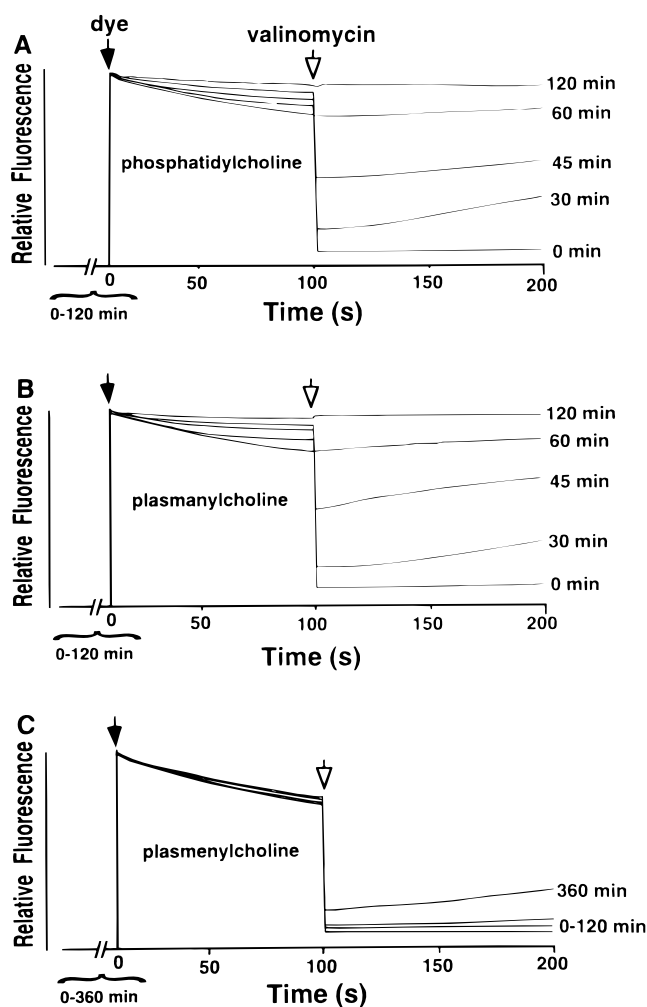 dye
A
valinomycin
Relative Fluorescence
phosphatidylcholine
120 min
60 min
45 min
30 min
0 min
0 50 100 150 200
0-120 min
Time (s)
B
Relative Fluorescence
plasmanylcholine
120 min
60 min
45 min
30 min
0 min
0 50 100 150 200
0-120 min
Time (s)
C
Relative Fluorescence
plasmenylcholine
360 min
0-120 min
0 50 100 150 200
0-360 min
Time (s)